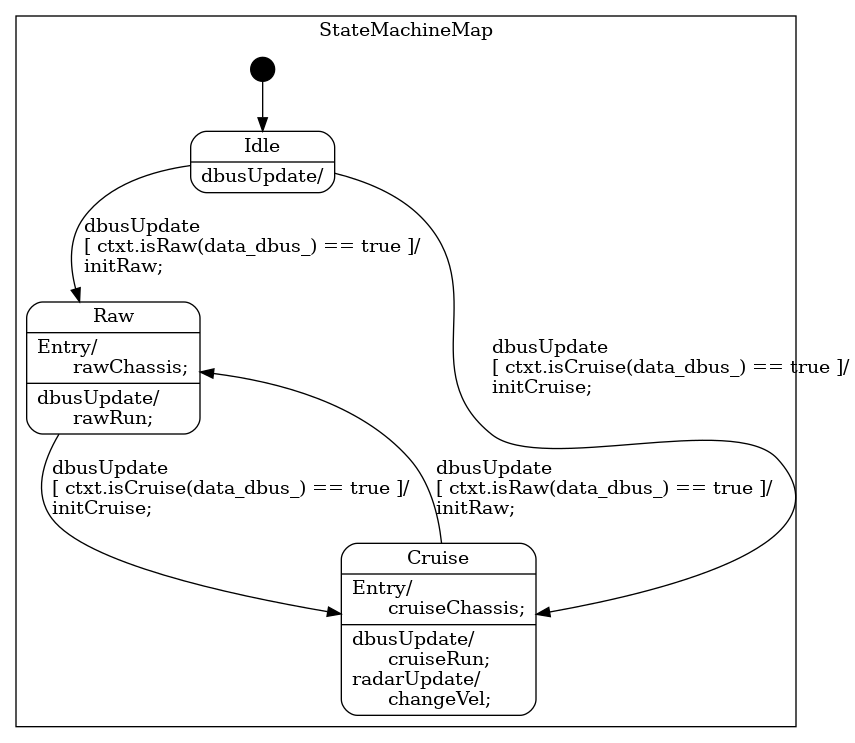 StateMachineMap
Idle
dbusUpdate/
dbusUpdate
[ ctxt.isRaw(data_dbus_) == true ]/
initRaw;
Raw
Entry/
rawChassis;
dbusUpdate/
rawRun;
dbusUpdate
[ ctxt.isCruise(data_dbus_) == true ]/
initCruise;
dbusUpdate
[ ctxt.isCruise(data_dbus_) == true ]/
initCruise;
dbusUpdate
[ ctxt.isRaw(data_dbus_) == true ]/
initRaw;
Cruise
Entry/
cruiseChassis;
dbusUpdate/
cruiseRun;
radarUpdate/
changeVel;